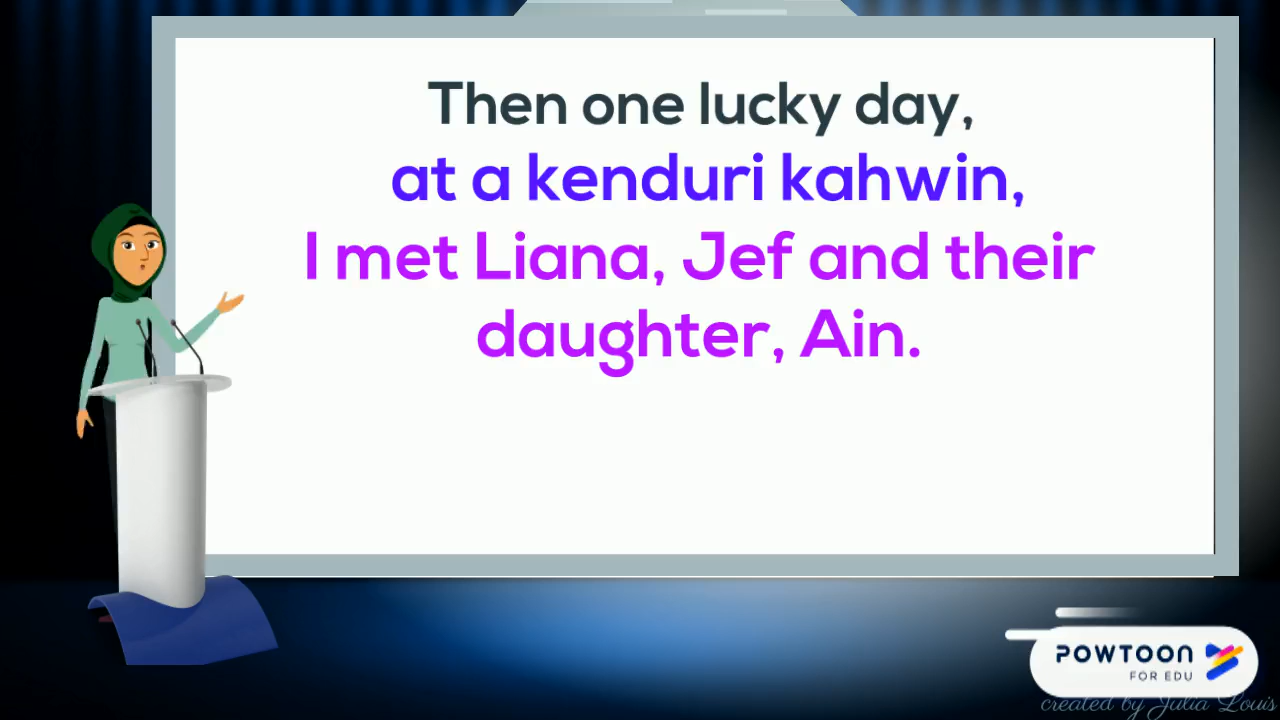 Then one lucky day,
at a kenduri kahwin,
I met Liana, Jef and their
daughter, Ain.
POWTOON
FOR EDU
created by Julia Louis